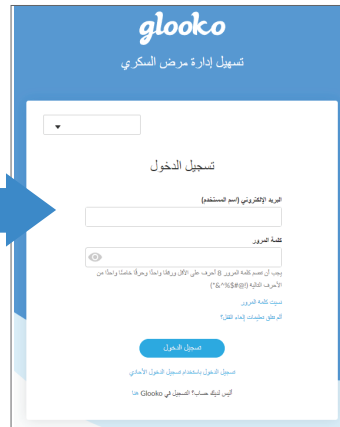 glooko
تسهيل إدارة مرض السكري
تسجيل الدخول
البريد الإلكتروني (اسم المستخدم)
كلمة المرور
يجب أن تضم كلمة المرور 8 أحرف على الأقل ورقمًا واحدًا وحرفًا خاصًا واحدًا من
الأحرف التالية (!@#$%^&*)
نسيت كلمة المرور
ألم تتلق تعليمات إلغاء القفل؟
تسجيل الدخول
تسجيل الدخول باستخدام تسجيل الدخول الأحادي
أليس لديك حساب؟ التسجيل في Glooko هنا